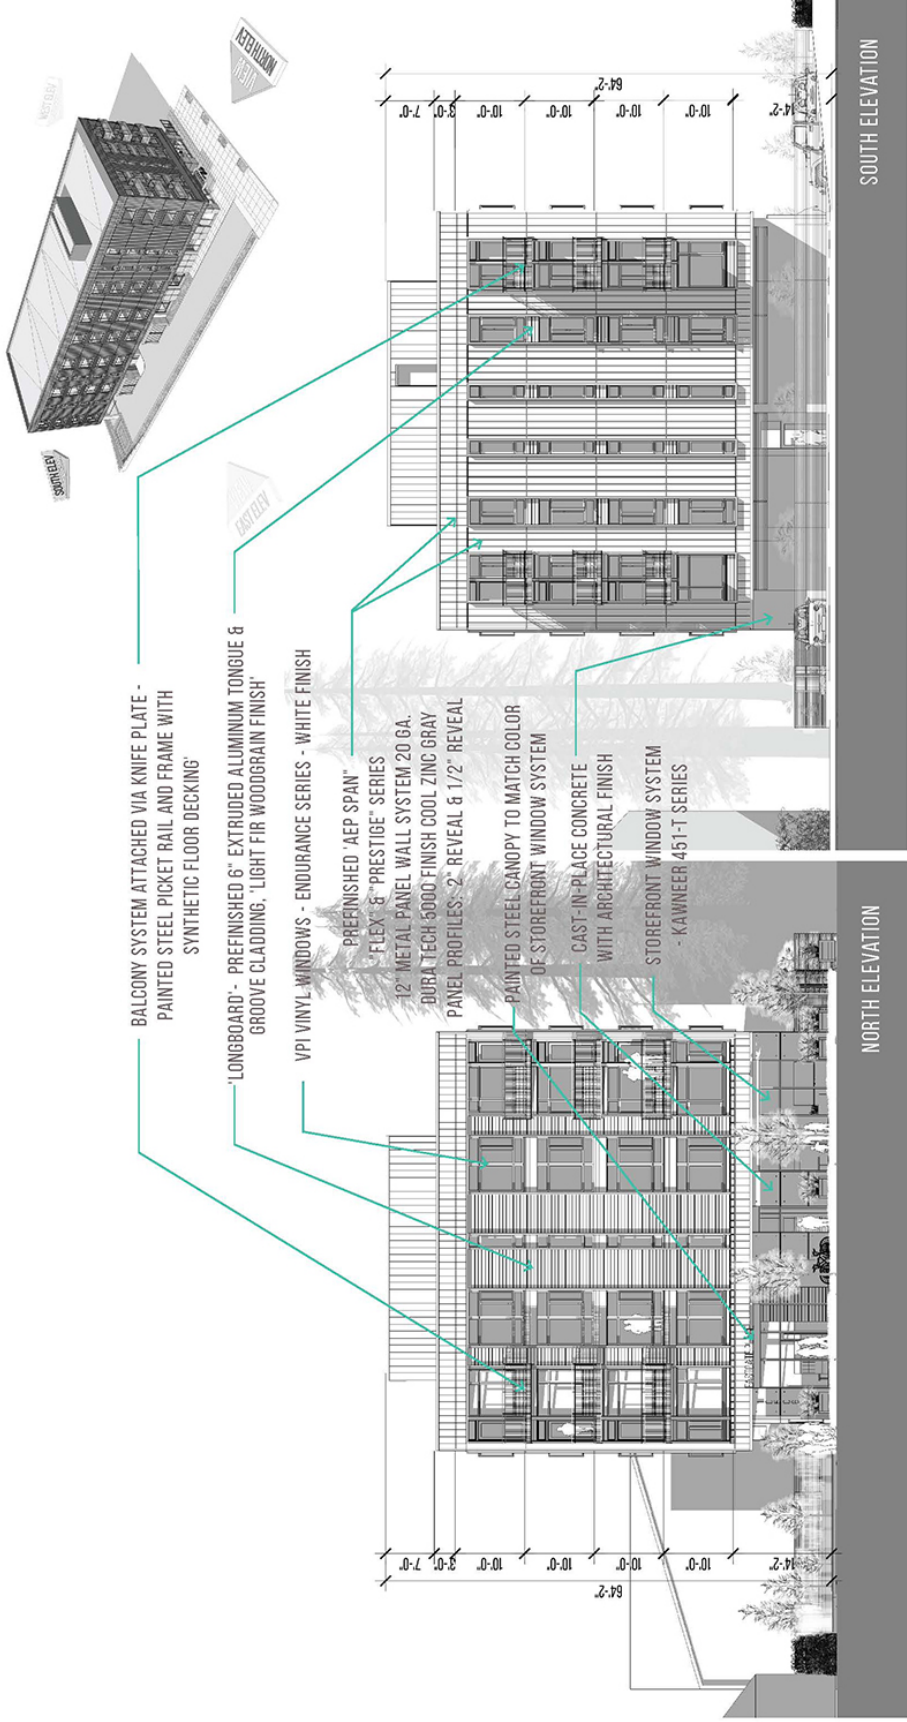 BALCONY SYSTEM ATTACHED VIA KNIFE PLATE -
PAINTED STEEL PICKET RAIL AND FRAME WITH
SYNTHETIC FLOOR DECKING'
'LONGBOARD'- PREFINISHED 6" EXTRUDED ALUMINUM TONGUE &
GROOVE CLADDING, 'LIGHT FIR WOODGRAIN FINISH'
VPI VINYL WINDOWS - ENDURANCE SERIES - WHITE FINISH
PREFINISHED 'AEP SPAN"
"FLEX" & "PRESTIGE" SERIES
12" METAL PANEL WALL SYSTEM 20 GA.
DURA TECH 5000 FINISH COOL ZINC GRAY
PANEL PROFILES: 2" REVEAL & 1/2" REVEAL
PAINTED STEEL CANOPY TO MATCH COLOR
OF STOREFRONT WINDOW SYSTEM
CAST-IN-PLACE CONCRETE
WITH ARCHITECTURAL FINISH
STOREFRONT WINDOW SYSTEM
- KAWNEER 451-T SERIES
SOUTH ELEV
EAST ELEV
WEST ELEV
NORTH ELEV
VIEW
64'-2"
7'-0"
3'-0"
10'-0"
10'-0"
10'-0"
10'-0"
14'-2"
64'-2"
7'-0"
3'-0"
10'-0"
10'-0"
10'-0"
10'-0"
14'-2"
NORTH ELEVATION
SOUTH ELEVATION